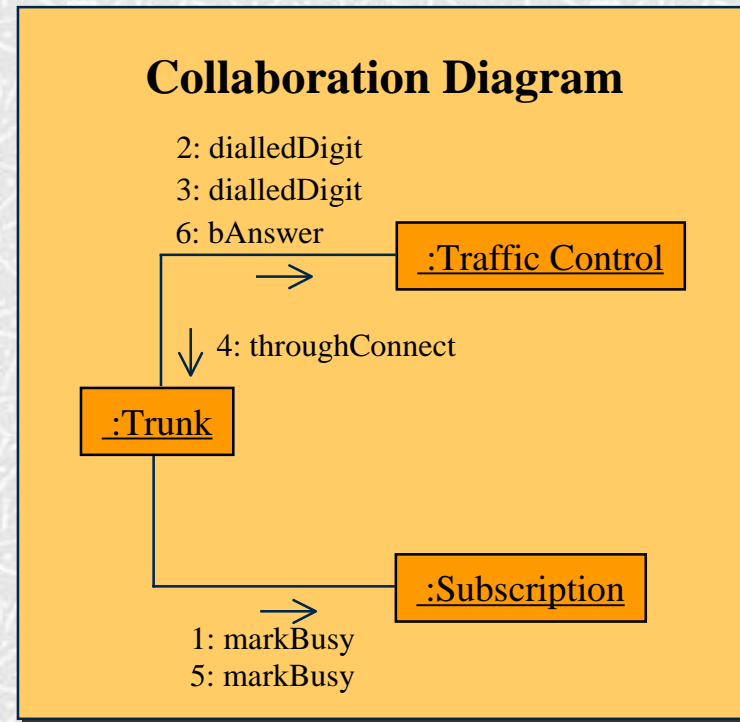 Collaboration Diagram
2: dialledDigit
3: dialledDigit
6: bAnswer
:Traffic Control
4: throughConnect
:Trunk
:Subscription
1: markBusy
5: markBusy